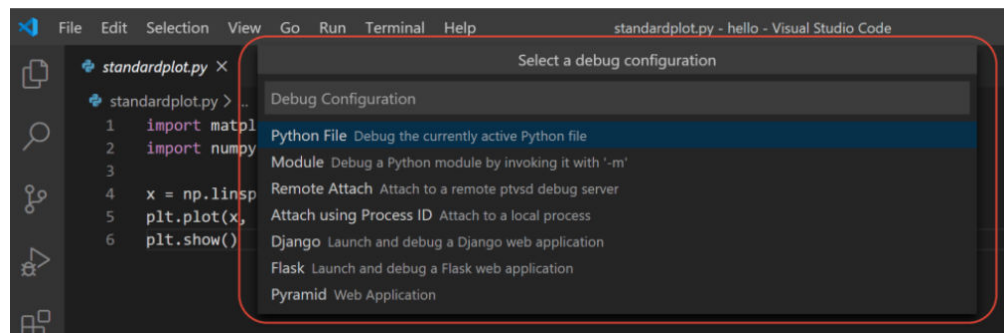 File Edit Selection View Go Run Terminal Help standardplot.py - hello - Visual Studio Code
Select a debug configuration
standardplot.py
standardplot.py > ..
Debug Configuration
1 import matpl
2 import numpy
3
4 x = np.linsp
5 plt.plot(x,
6 plt.show()
Python File Debug the currently active Python file
Module Debug a Python module by invoking it with '-m'
Remote Attach Attach to a remote ptvsd debug server
Attach using Process ID Attach to a local process
Django Launch and debug a Django web application
Flask Launch and debug a Flask web application
Pyramid Web Application